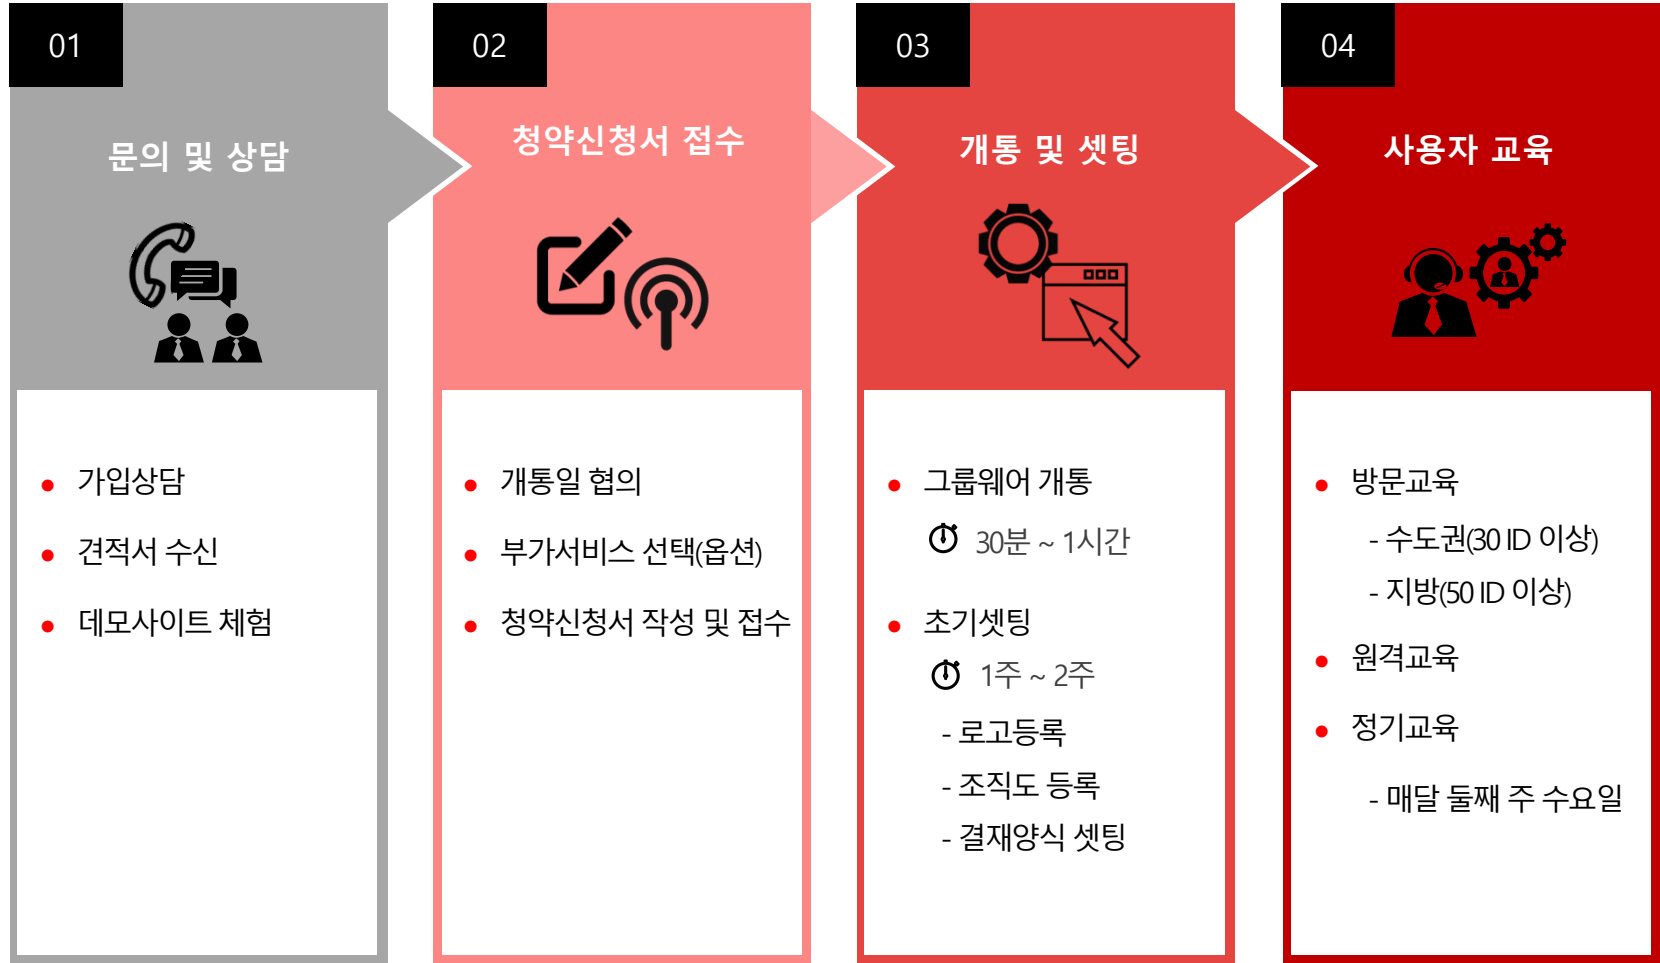 01
문의 및 상담
● 가입상담
● 견적서 수신
● 데모사이트 체험
02
청약신청서 접수
● 개통일 협의
● 부가서비스 선택(옵션)
● 청약신청서 작성 및 접수
03
개통 및 셋팅
● 그룹웨어 개통
30분 ~ 1시간
● 초기셋팅
1주 ~ 2주
- 로고등록
- 조직도 등록
- 결재양식 셋팅
04
사용자 교육
● 방문교육
- 수도권(30 ID 이상)
- 지방(50 ID 이상)
● 원격교육
● 정기교육
- 매달 둘째 주 수요일